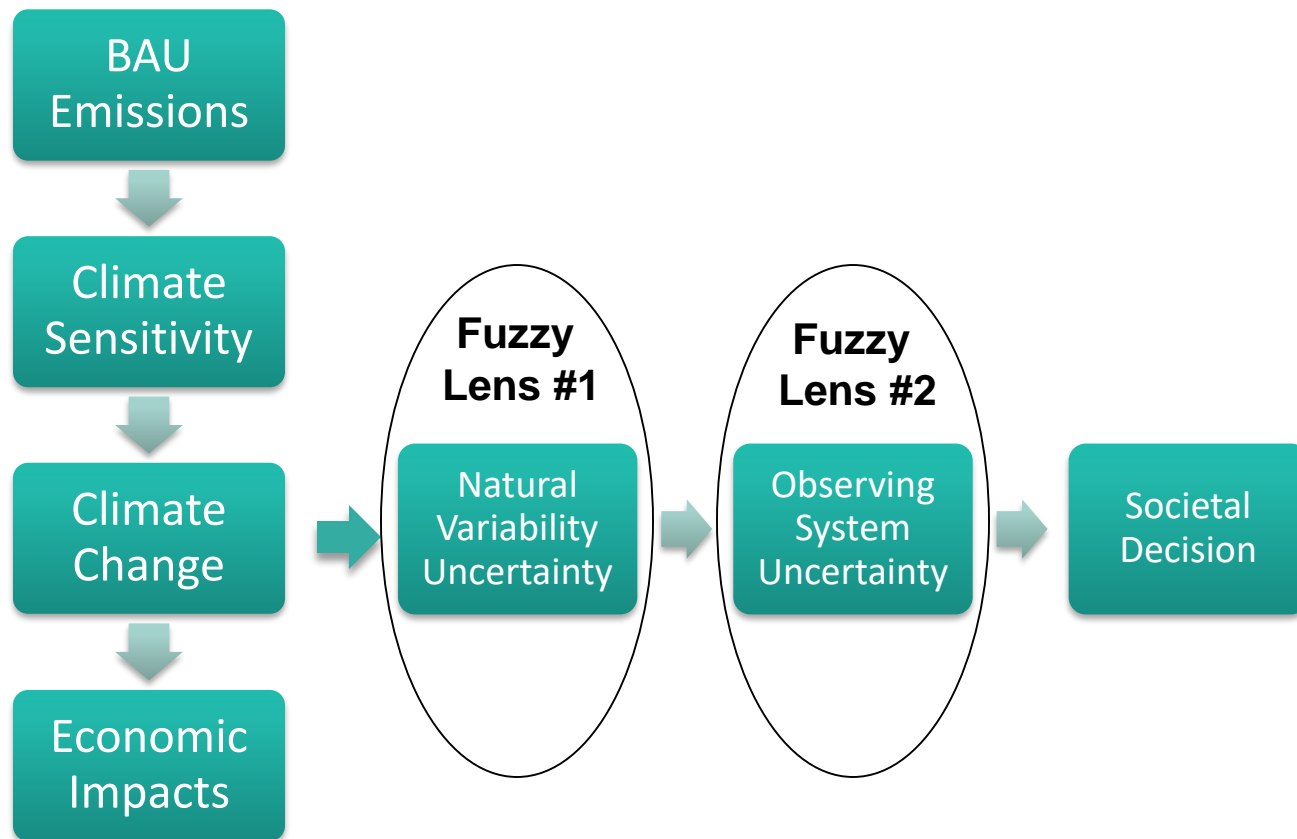 BAU
Emissions
Climate
Sensitivity
Climate
Change
Economic
Impacts
Fuzzy
Lens #1
Natural
Variability
Uncertainty
Fuzzy
Lens #2
Observing
System
Uncertainty
Societal
Decision